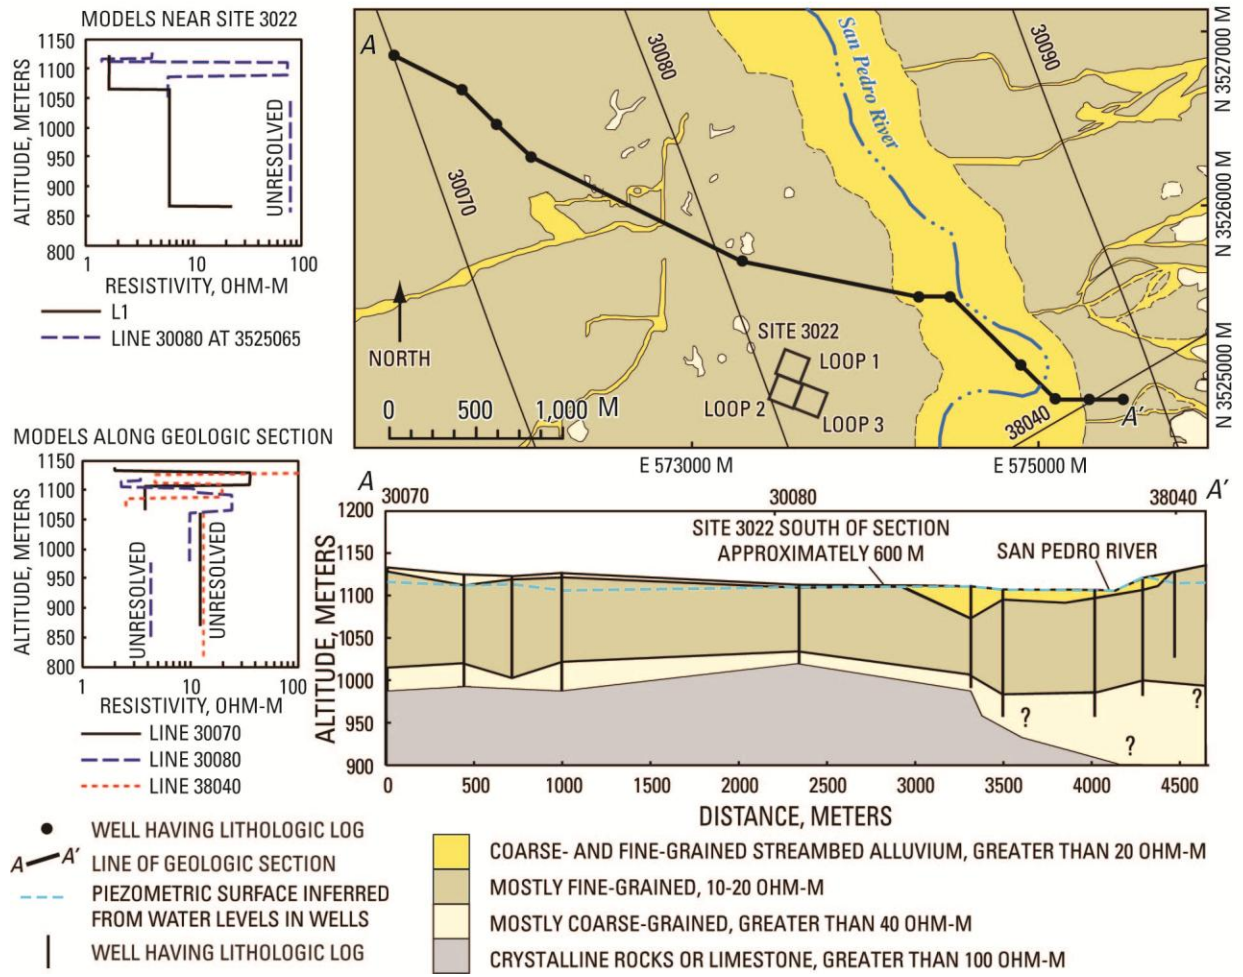 MODELS NEAR SITE 3022
1150
1100
1050
1000
950
900
850
800
ALTITUDE, METERS
UNRESOLVED
1
10
100
RESISTIVITY, OHM-M
L1
LINE 30080 AT 3525065
A
30070
30080
30090
San Pedro River
N 3527000 M
N 3526000 M
N 3525000 M
NORTH
0
500
1,000 M
SITE 3022
LOOP 1
LOOP 2
LOOP 3
38040
A'
E 573000 M
E 575000 M
MODELS ALONG GEOLOGIC SECTION
1150
1100
1050
1000
950
900
850
800
ALTITUDE, METERS
UNRESOLVED
UNRESOLVED
1
10
100
RESISTIVITY, OHM-M
LINE 30070
LINE 30080
LINE 38040
A
30070
30080
38040
A'
1200
1150
1100
1050
1000
950
900
ALTITUDE, METERS
SITE 3022 SOUTH OF SECTION
APPROXIMATELY 600 M
SAN PEDRO RIVER
?
?
?
0
500
1000
1500
2000
2500
3000
3500
4000
4500
DISTANCE, METERS
WELL HAVING LITHOLOGIC LOG
A A' LINE OF GEOLOGIC SECTION
PIEZOMETRIC SURFACE INFERRED
FROM WATER LEVELS IN WELLS
WELL HAVING LITHOLOGIC LOG
COARSE- AND FINE-GRAINED STREAMBED ALLUVIUM, GREATER THAN 20 OHM-M
MOSTLY FINE-GRAINED, 10-20 OHM-M
MOSTLY COARSE-GRAINED, GREATER THAN 40 OHM-M
CRYSTALLINE ROCKS OR LIMESTONE, GREATER THAN 100 OHM-M